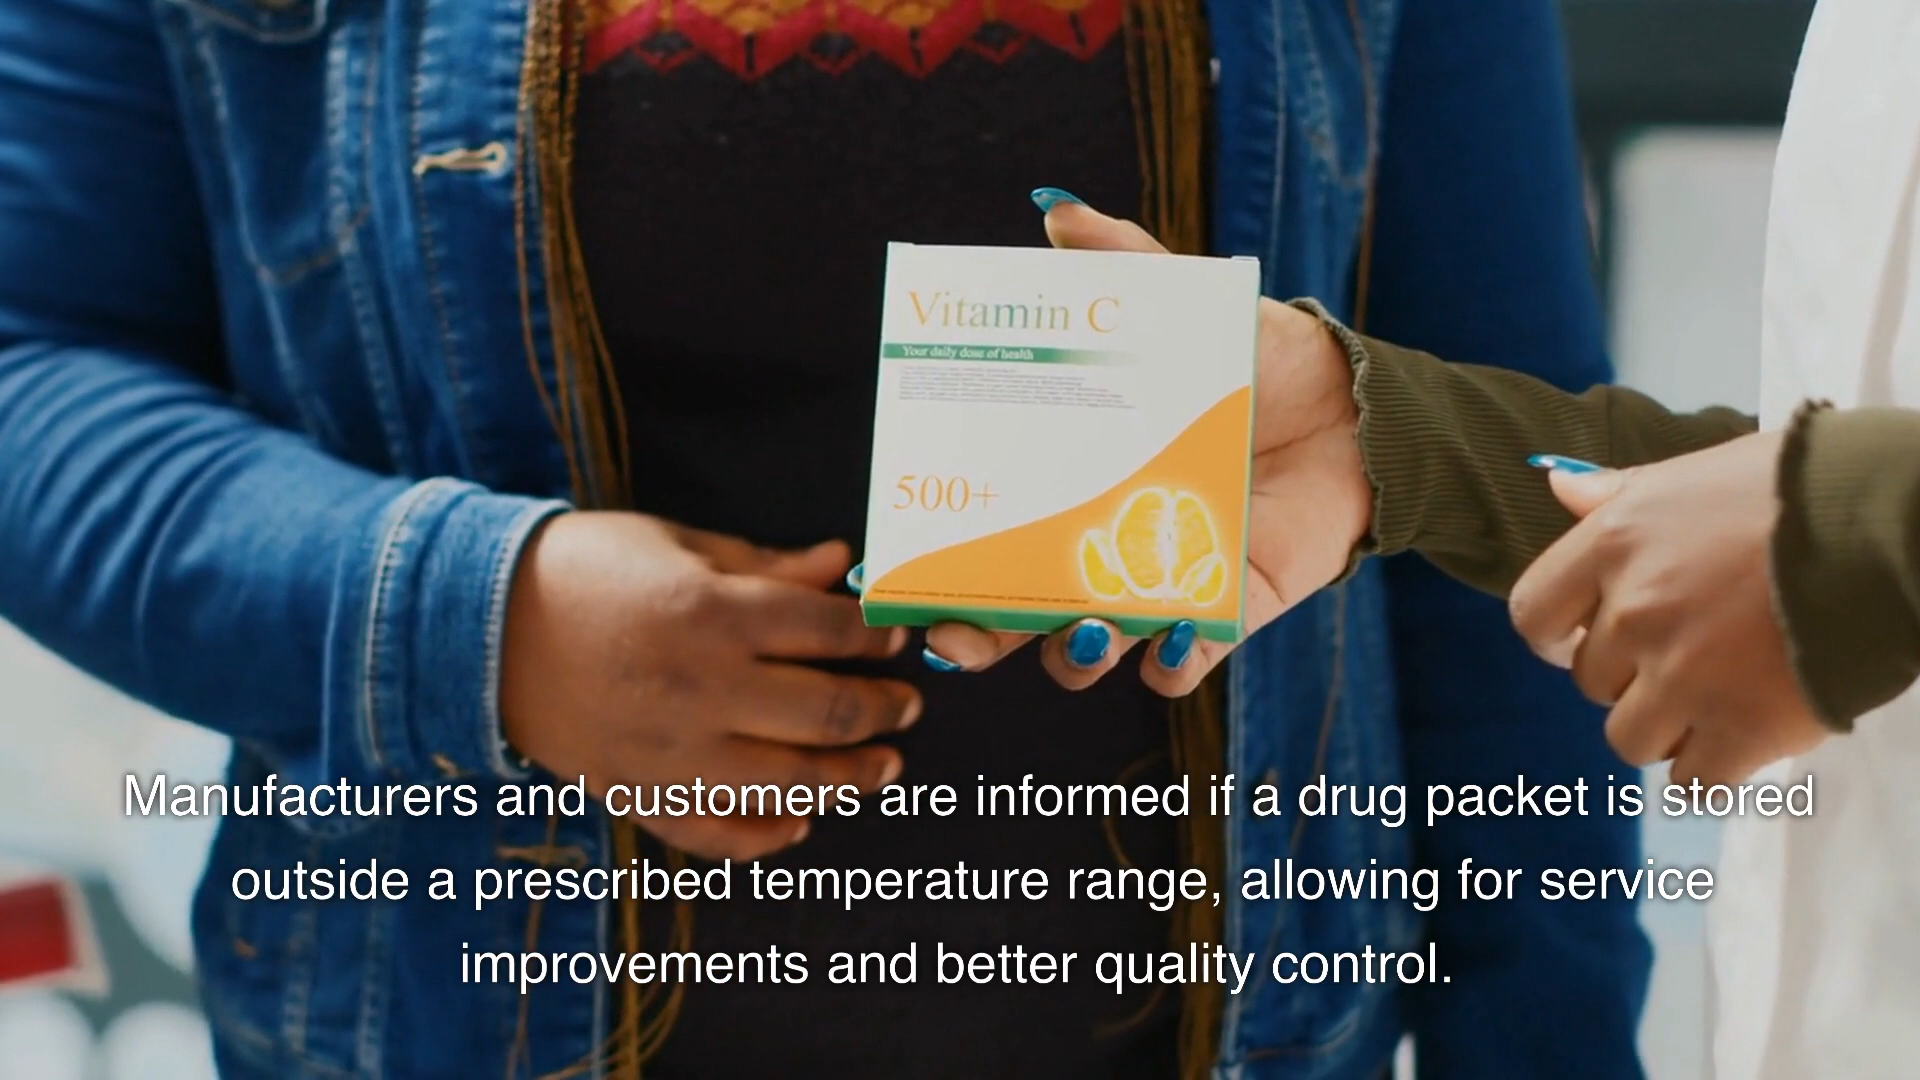 Vitamin C
Your daily dose of health
500+
Manufacturers and customers are informed if a drug packet is stored
outside a prescribed temperature range, allowing for service
improvements and better quality control.